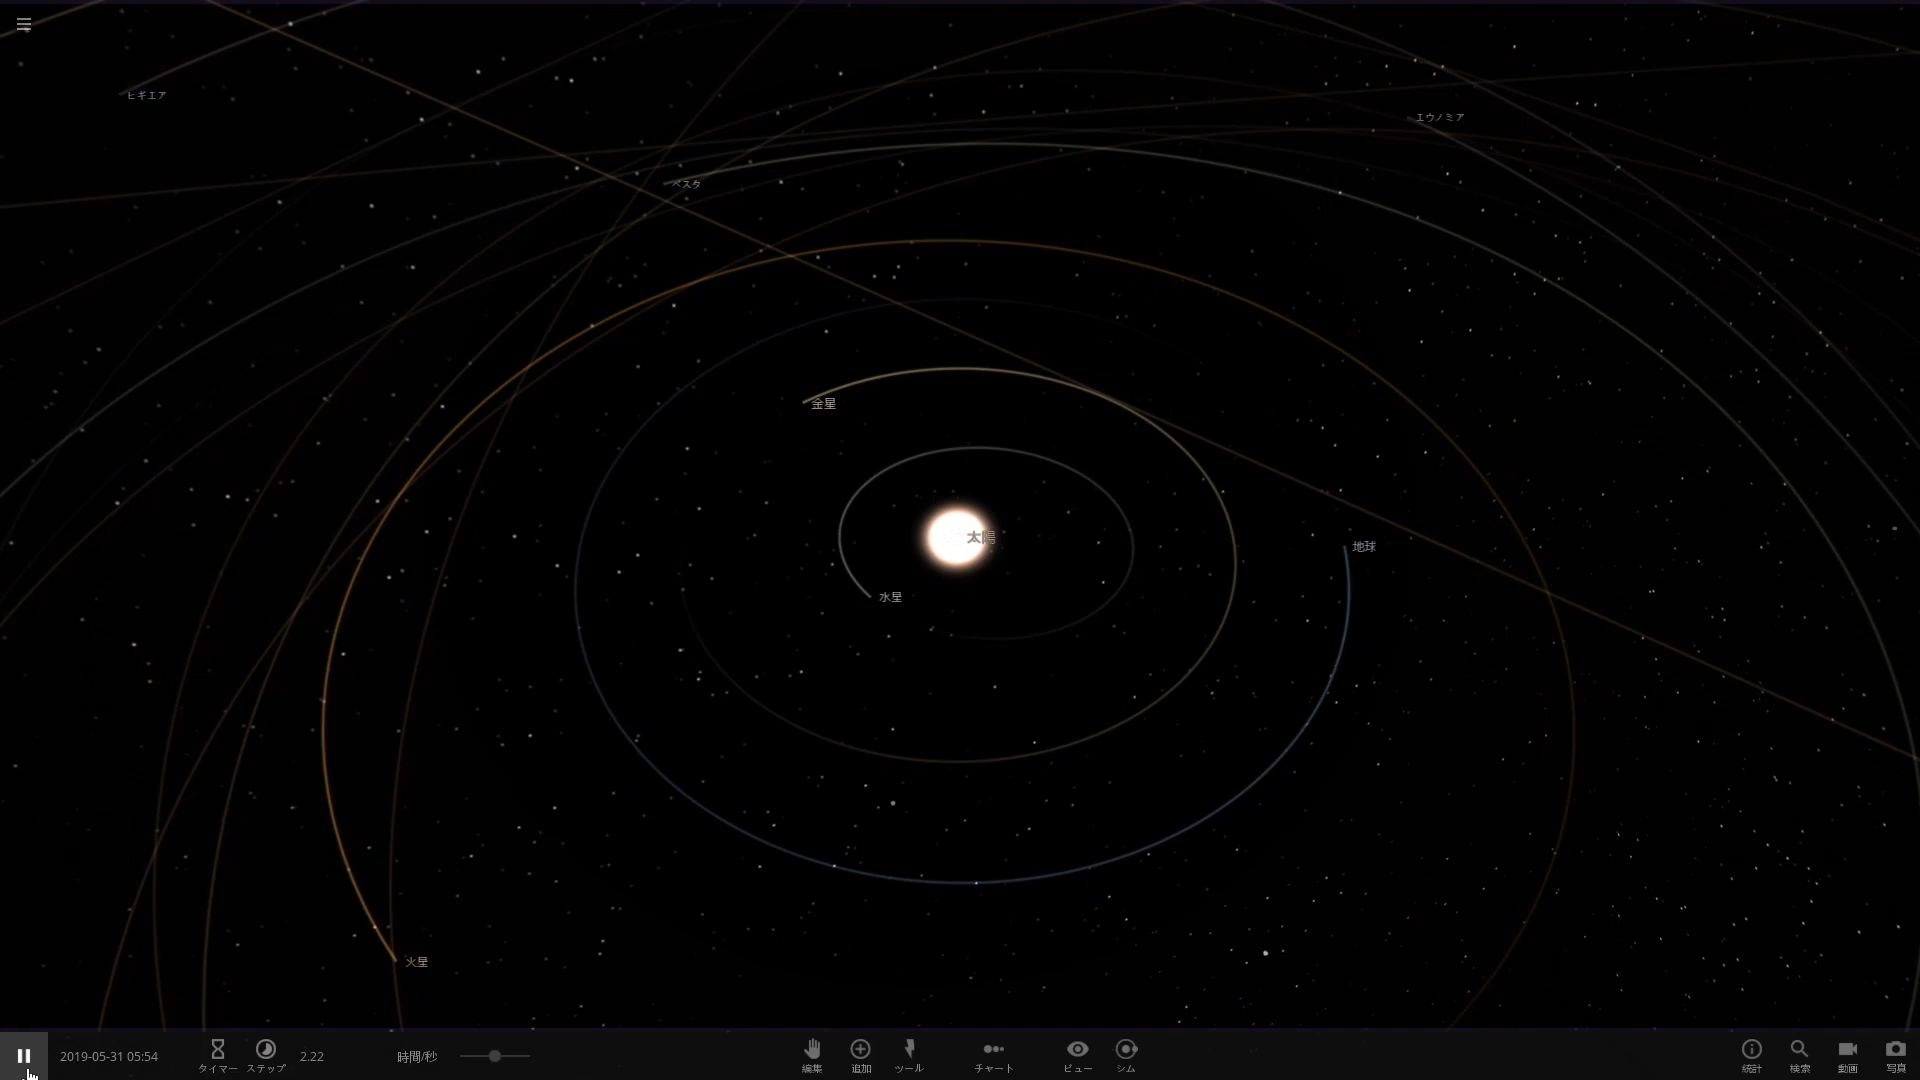 ヒギエア
エウノミア
ベスタ
金星
太陽
地球
水星
火星
2019-05-31 05:54
タイマー
ステップ
2.22
時間/秒
編集
追加
ツール
チャート
ビュー
シム
統計
検索
動画
写真